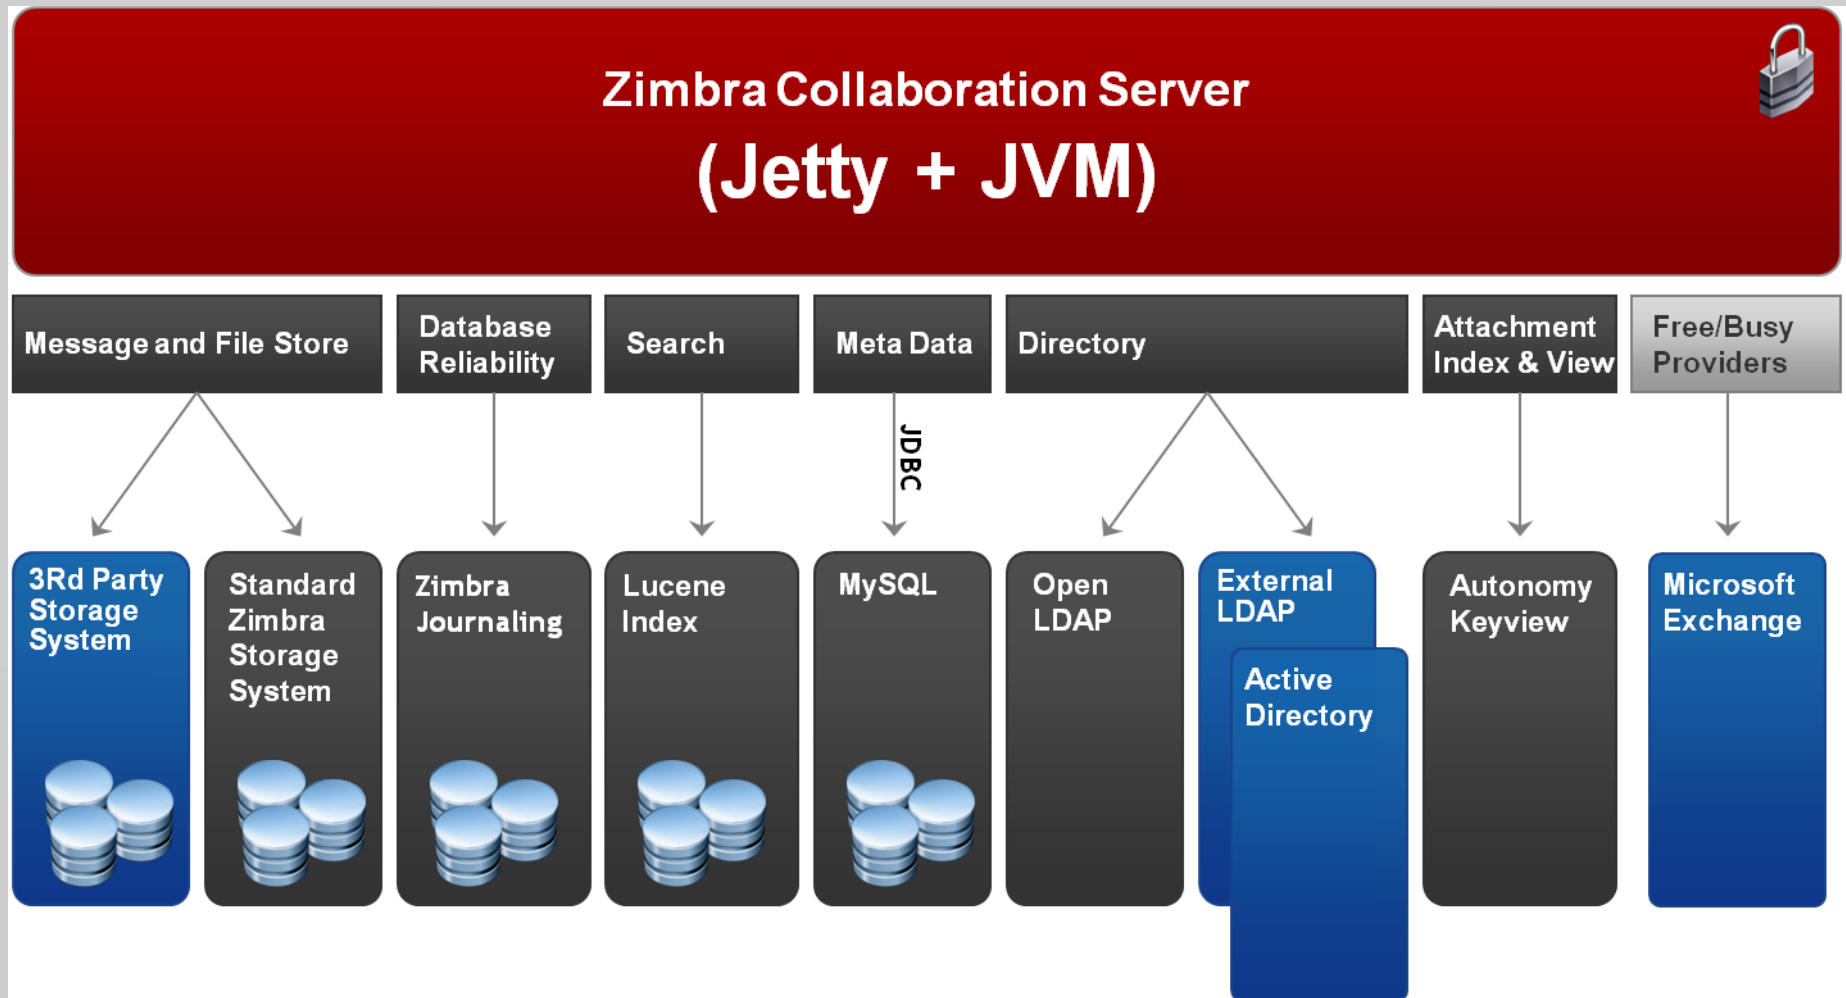 Zimbra Collaboration Server
(Jetty + JVM)
Message and File Store
Database
Reliability
Search
Meta Data
Directory
Attachment
Index & View
Free/Busy
Providers
JDBC
3Rd Party
Storage
System
Standard
Zimbra
Storage
System
Zimbra
Journaling
Lucene
Index
MySQL
Open
LDAP
External
LDAP
Active
Directory
Autonomy
Keyview
Microsoft
Exchange